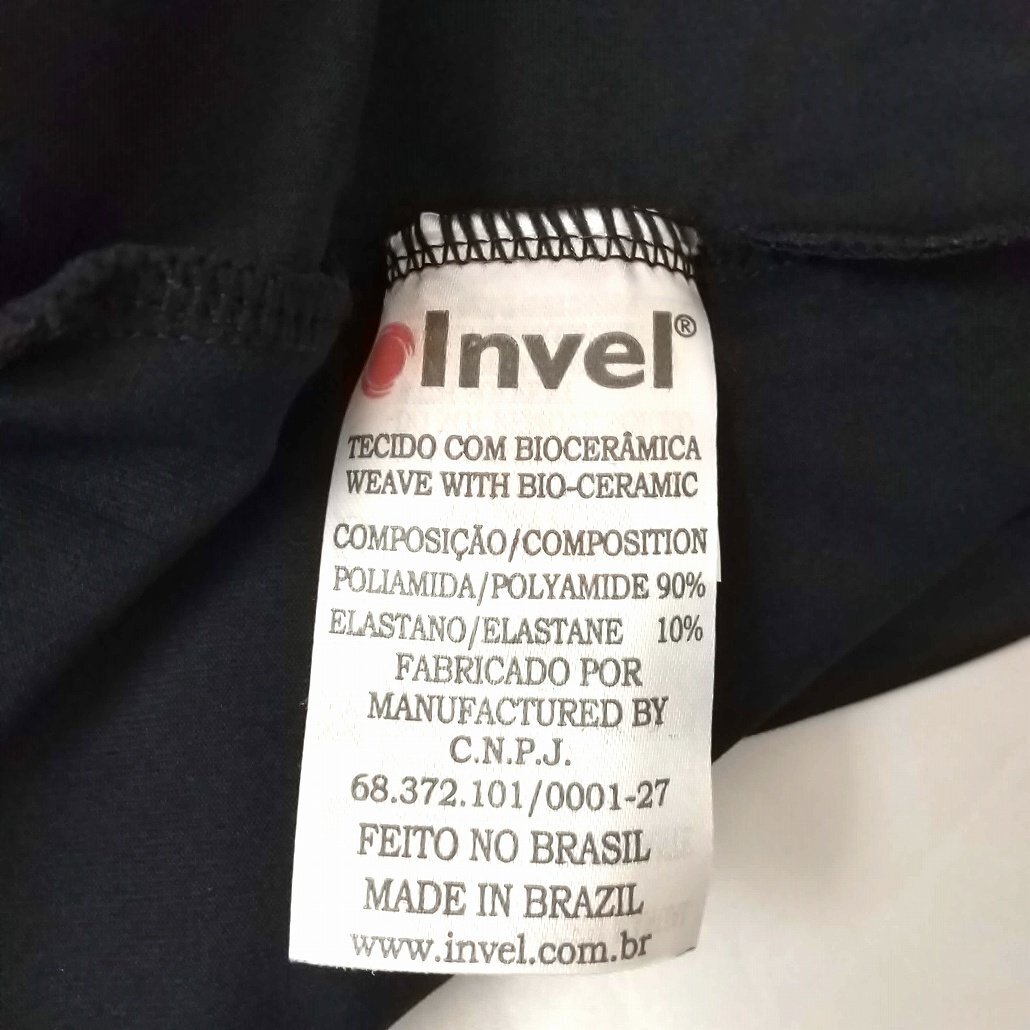 Invel®
TECIDO COM BIOCERÂMICA
WEAVE WITH BIO-CERAMIC
COMPOSIÇÃO/COMPOSITION
POLIAMIDA/POLYAMIDE 90%
ELASTANO/ELASTANE 10%
FABRICADO POR
MANUFACTURED BY
C.N.P.J.
68.372.101/0001-27
FEITO NO BRASIL
MADE IN BRAZIL
www.invel.com.br